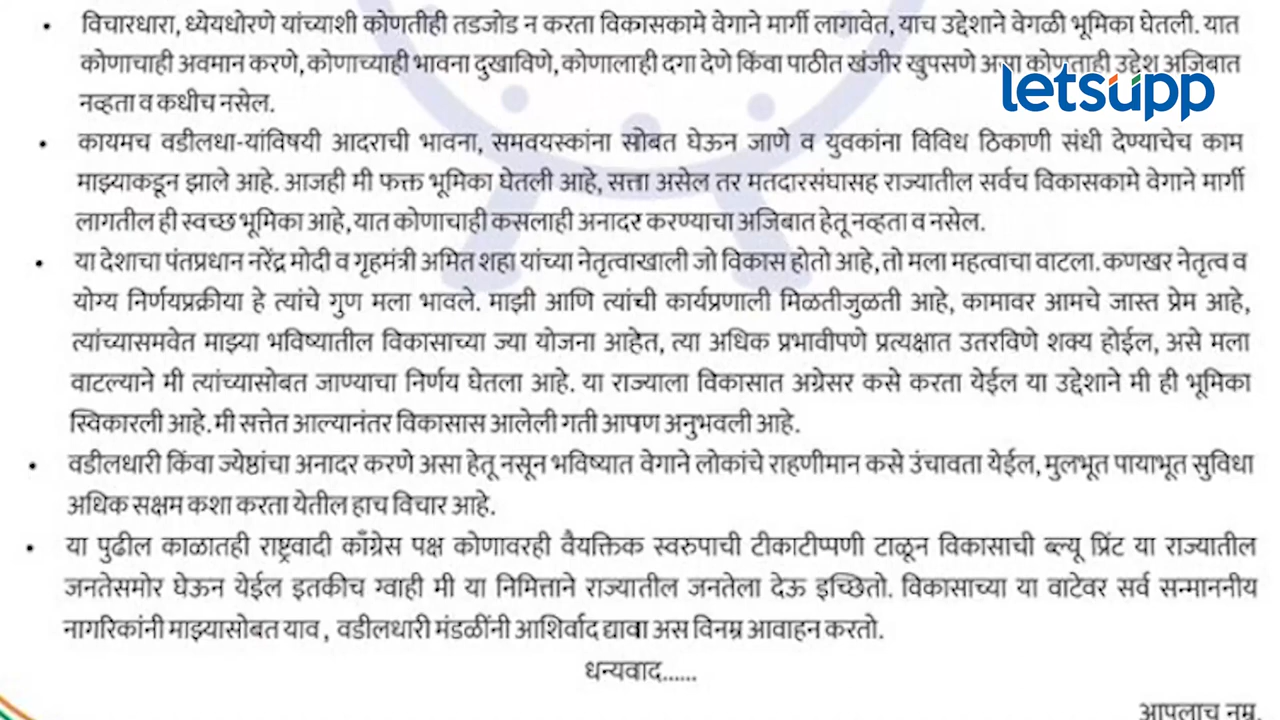 • विचारधारा, ध्येयधोरणे यांच्याशी कोणतीही तडजोड न करता विकासकामे वेगाने मार्गी लागावेत, याच उद्देशाने वेगळी भूमिका घेतली. यात
कोणाचाही अवमान करणे, कोणाच्याही भावना दुखाविणे, कोणालाही दगा देणे किंवा पाठीत खंजीर खुपसणे असा कोणताही उद्देश अजिबात
letsupp
नव्हता व कधीच नसेल.
• कायमच वडीलधा-यांविषयी आदराची भावना, समवयस्कांना सोबत घेऊन जाणे व युवकांना विविध ठिकाणी संधी देण्याचेच काम
माझ्याकडून झाले आहे. आजही मी फक्त भूमिका घेतली आहे, सत्ता असेल तर मतदारसंघासह राज्यातील सर्वच विकासकामे वेगाने मार्गी
लागतील ही स्वच्छ भूमिका आहे, यात कोणाचाही कसलाही अनादर करण्याचा अजिबात हेतू नव्हता व नसेल.
• या देशाचा पंतप्रधान नरेंद्र मोदी व गृहमंत्री अमित शहा यांच्या नेतृत्वाखाली जो विकास होतो आहे, तो मला महत्वाचा वाटला. कणखर नेतृत्व व
योग्य निर्णयप्रक्रीया हे त्यांचे गुण मला भावले. माझी आणि त्यांची कार्यप्रणाली मिळतीजुळती आहे, कामावर आमचे जास्त प्रेम आहे,
त्यांच्यासमवेत माझ्या भविष्यातील विकासाच्या ज्या योजना आहेत, त्या अधिक प्रभावीपणे प्रत्यक्षात उतरविणे शक्य होईल, असे मला
वाटल्याने मी त्यांच्यासोबत जाण्याचा निर्णय घेतला आहे. या राज्याला विकासात अग्रेसर कसे करता येईल या उद्देशाने मी ही भूमिका
स्विकारली आहे. मी सत्तेत आल्यानंतर विकासास आलेली गती आपण अनुभवली आहे.
• वडीलधारी किंवा ज्येष्ठांचा अनादर करणे असा हेतू नसून भविष्यात वेगाने लोकांचे राहणीमान कसे उंचावता येईल, मुलभूत पायाभूत सुविधा
अधिक सक्षम कशा करता येतील हाच विचार आहे.
• या पुढील काळातही राष्ट्रवादी काँग्रेस पक्ष कोणावरही वैयक्तिक स्वरुपाची टीकाटीप्पणी टाळून विकासाची ब्ल्यू प्रिंट या राज्यातील
जनतेसमोर घेऊन येईल इतकीच ग्वाही मी या निमित्ताने राज्यातील जनतेला देऊ इच्छितो. विकासाच्या या वाटेवर सर्व सन्माननीय
नागरिकांनी माझ्यासोबत याव , वडीलधारी मंडळींनी आशिर्वाद द्यावा अस विनम्र आवाहन करतो.
धन्यवाद......
आपलाच नम्र,